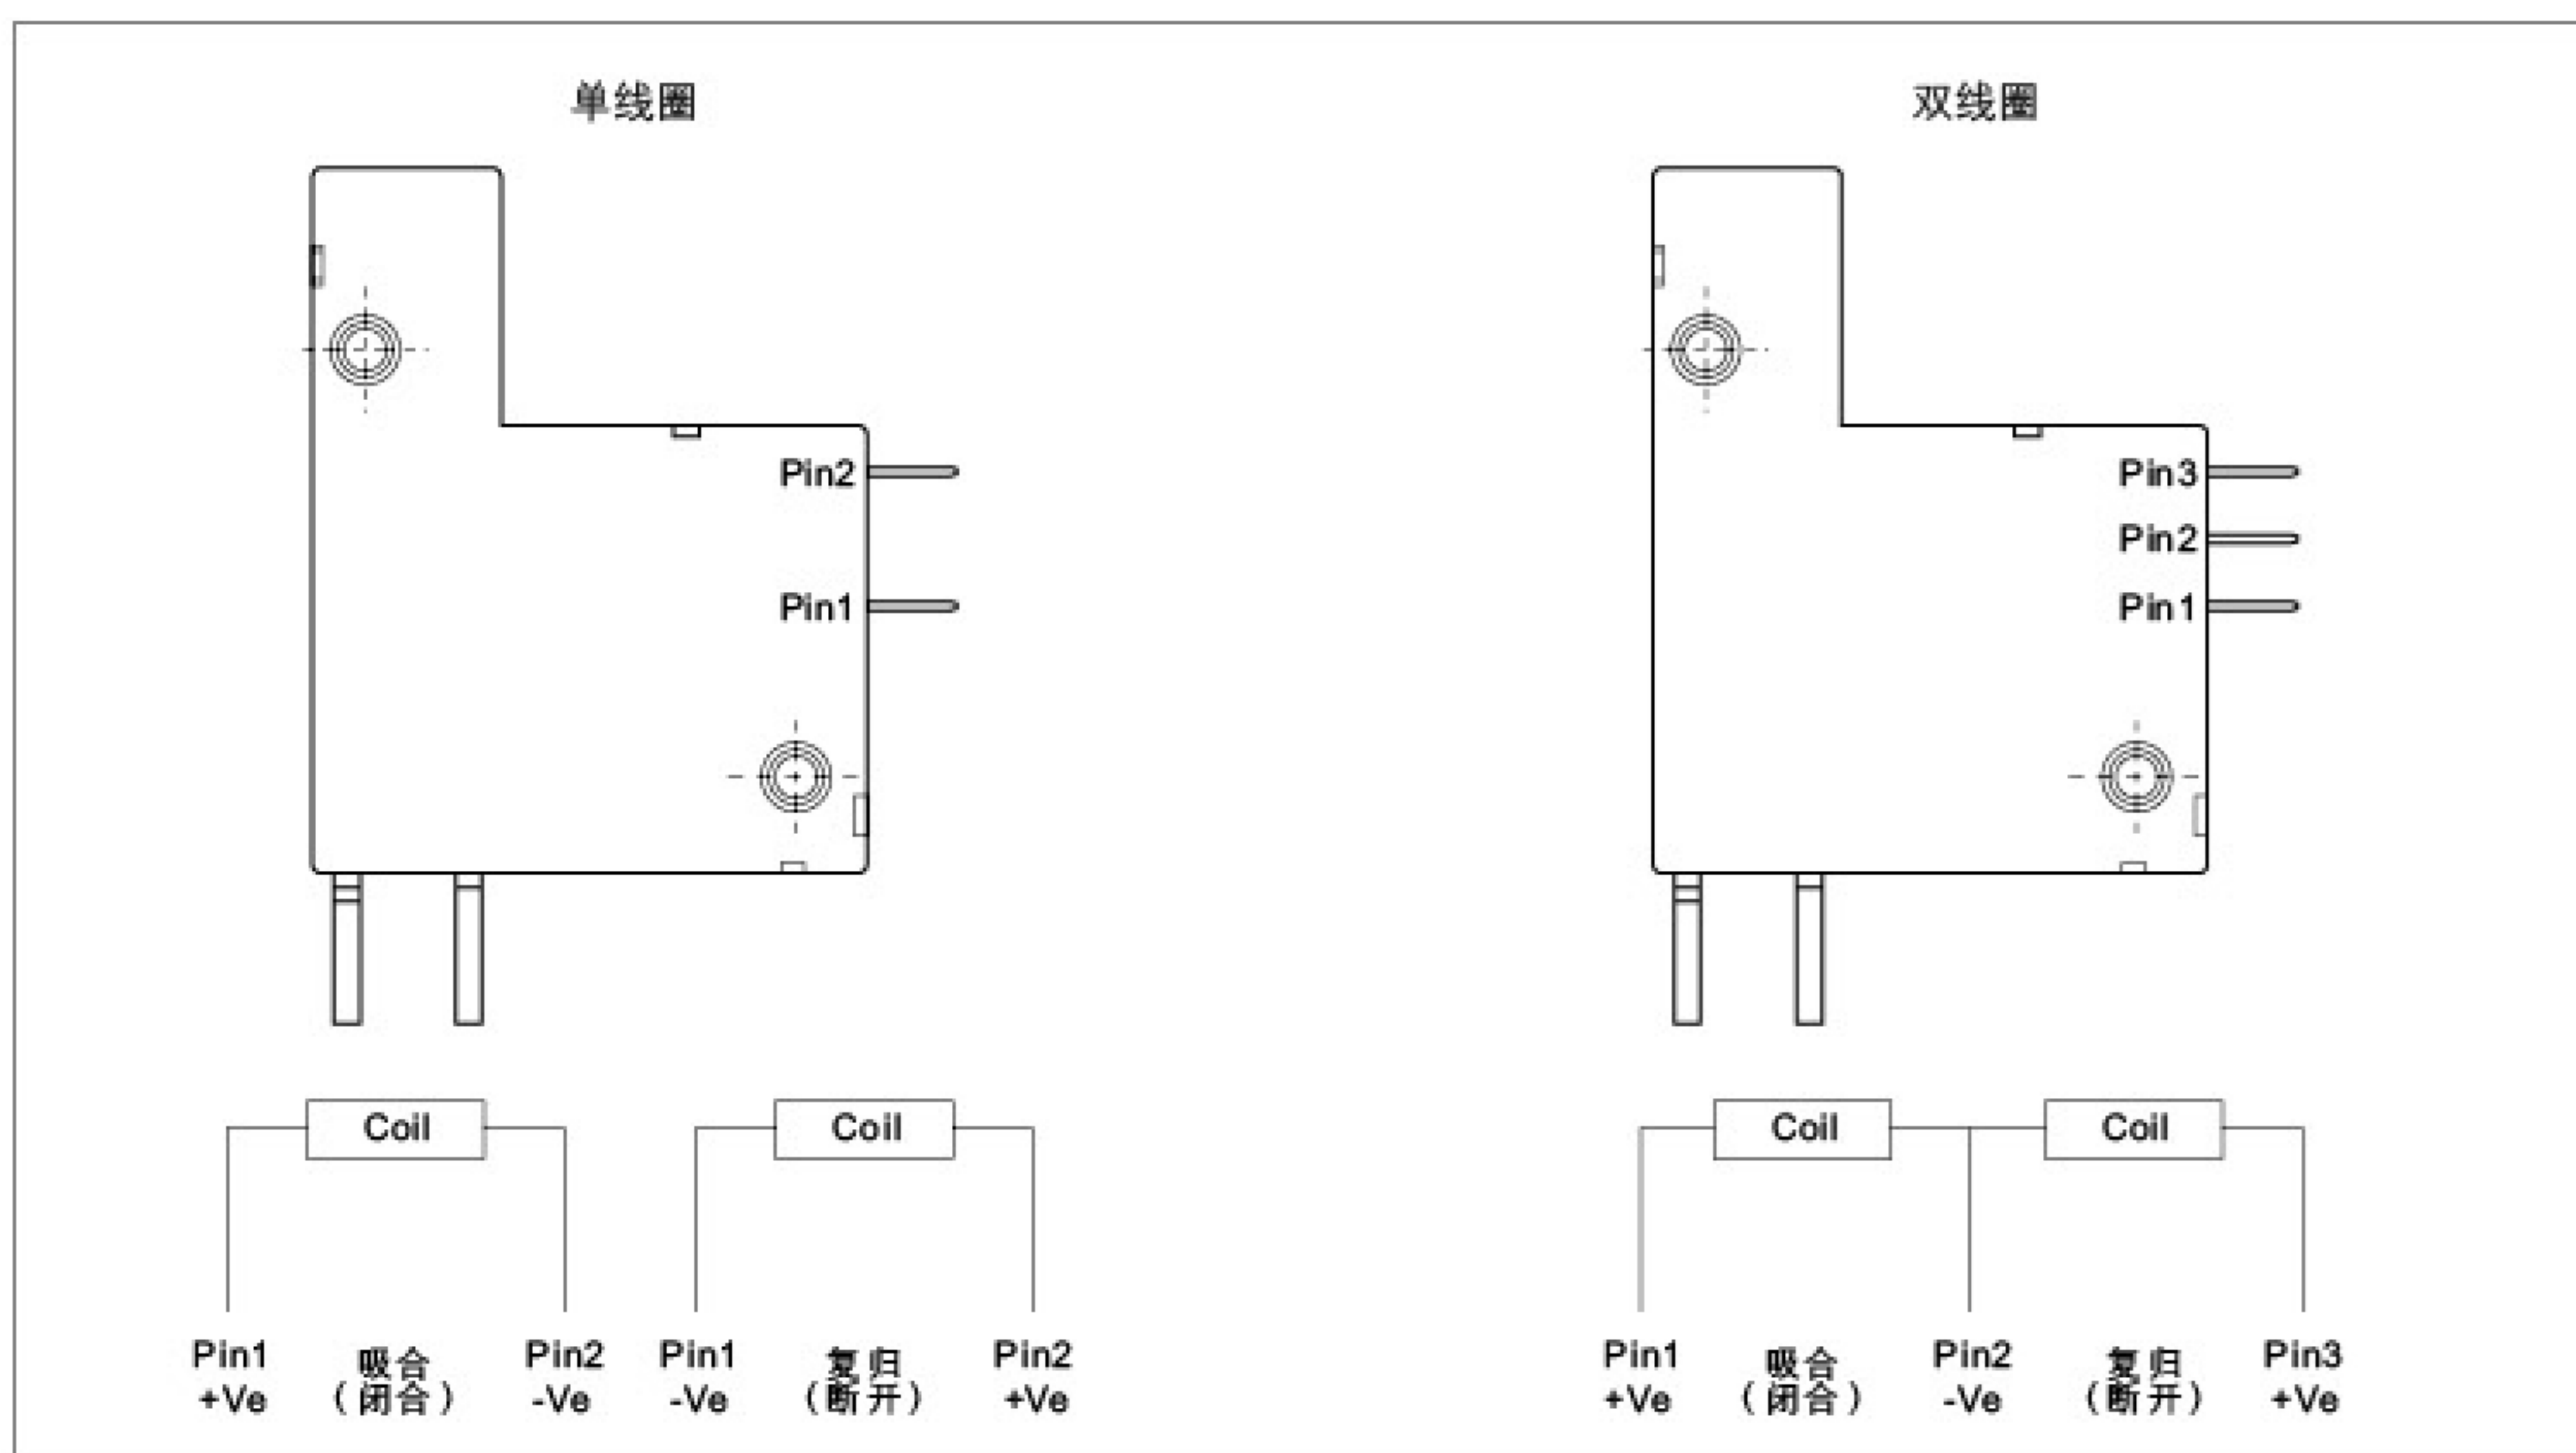 单线圈
双线圈
Pin2
Pin1
Pin3
Pin2
Pin1
Coil
Coil
Coil
Coil
Pin1
+Ve
吸合
（闭合）
Pin2
-Ve
Pin1
-Ve
复归
（断开）
Pin2
+Ve
Pin1
+Ve
吸合
（闭合）
Pin2
-Ve
复归
（断开）
Pin3
+Ve